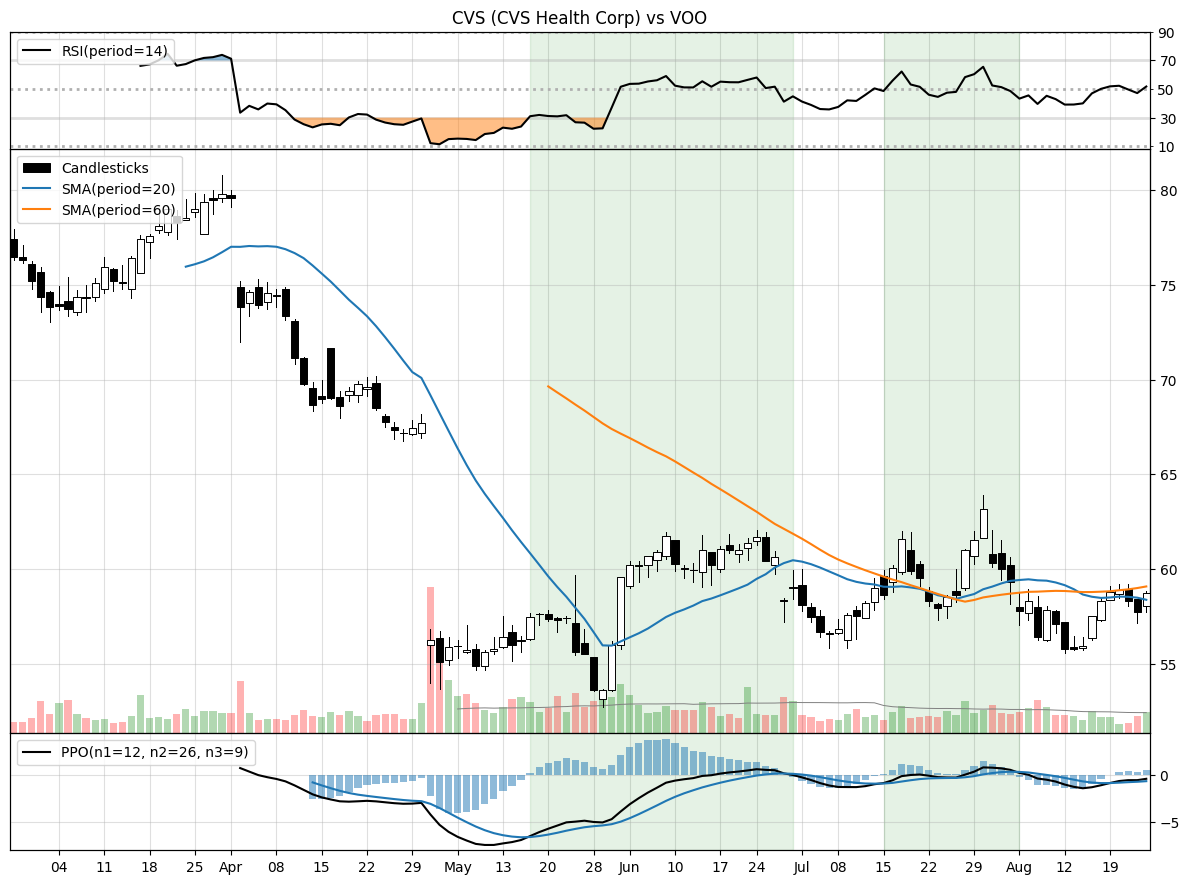 CVS (CVS Health Corp) vs VOO
RSI(period=14)
90
70
50
30
10
Candlesticks
SMA(period=20)
SMA(period=60)
80
75
70
65
60
55
PPO(n1=12, n2=26, n3=9)
0
−5
04 11 18 25 Apr 08 15 22 29 May 13 20 28 Jun 10 17 24 Jul 08 15 22 29 Aug 12 19